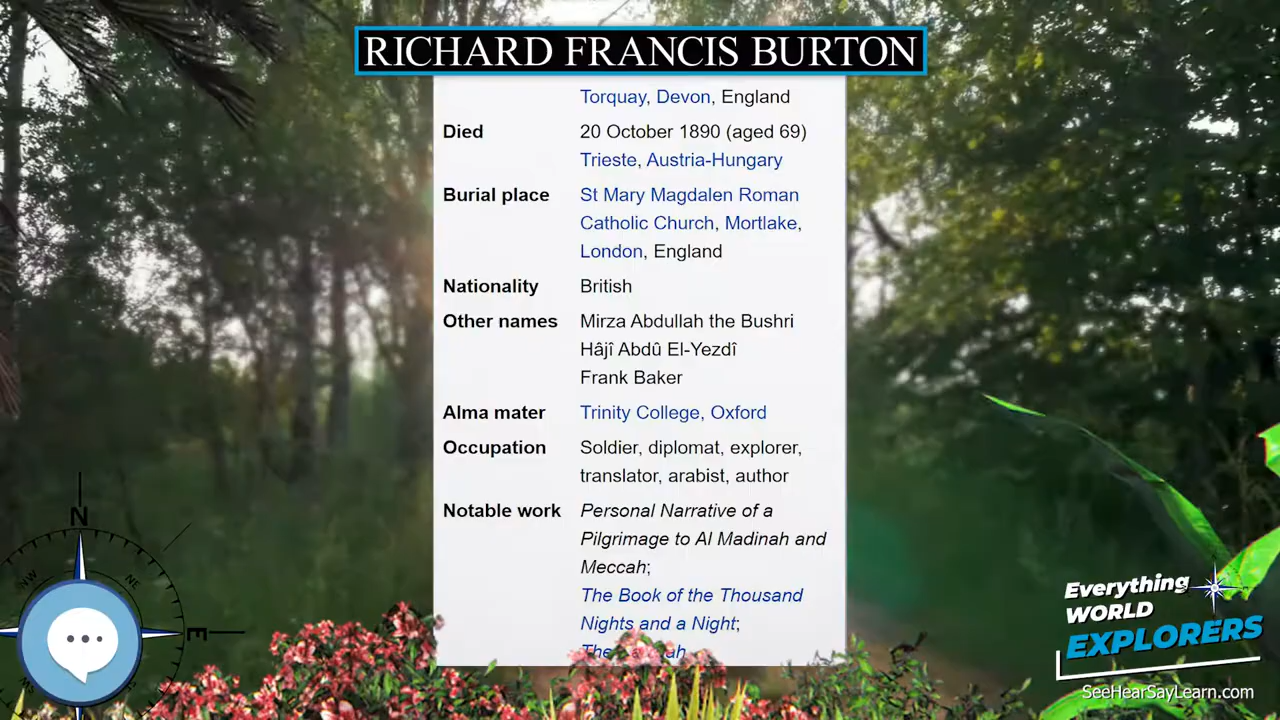 RICHARD FRANCIS BURTON
Torquay, Devon, England
Died 20 October 1890 (aged 69)
Trieste, Austria-Hungary
Burial place St Mary Magdalen Roman
Catholic Church, Mortlake,
London, England
Nationality British
Other names Mirza Abdullah the Bushri
Hâjî Abdû El-Yezdî
Frank Baker
Alma mater Trinity College, Oxford
Occupation Soldier, diplomat, explorer,
translator, arabist, author
Notable work Personal Narrative of a
Pilgrimage to Al Madinah and
Meccah;
The Book of the Thousand
Nights and a Night;
The
N
NW
NE
E
Everything
WORLD
EXPLORERS
SeeHearSayLearn.com